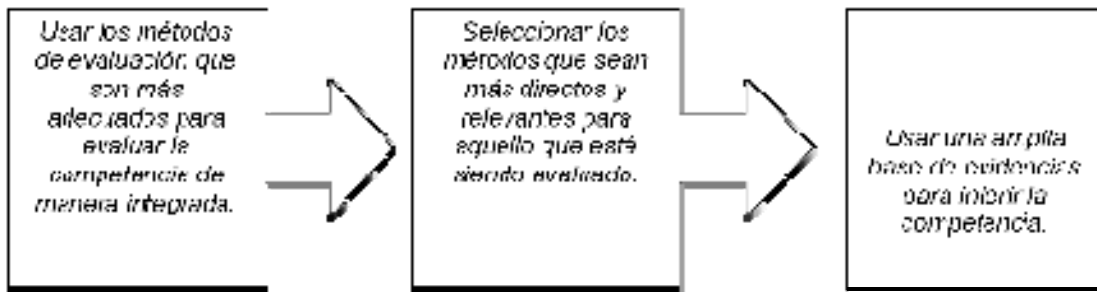 Usar los métodos
de evaluación que
son más
adecuados para
evaluar la
competencia de
manera integrada.
Seleccionar los
métodos que sean
más directos y
relevantes para
aquello que está
siendo evaluado.
Usar una amplia
base de evidencias
para inferir la
competencia.